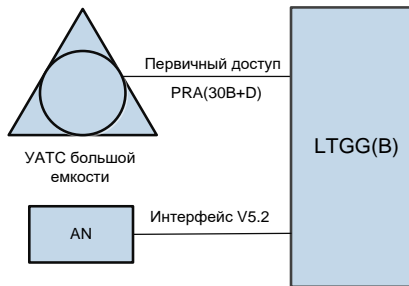 Первичный доступ
PRA(30B+D)
LTGG(B)
УАТС большой
емкости
Интерфейс V5.2
AN